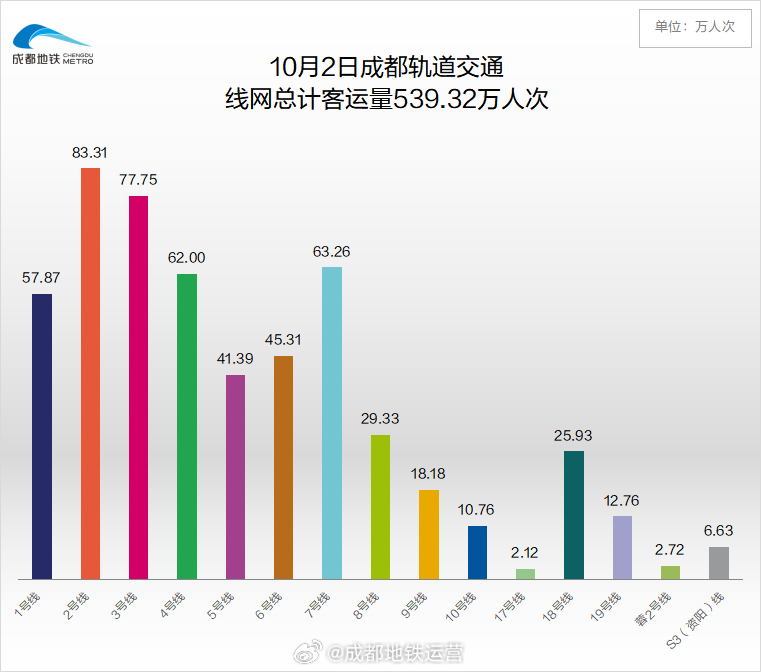 单位：万人次
成都地铁 CHENGDU METRO
10月2日成都轨道交通
线网总计客运量539.32万人次
57.87
83.31
77.75
62.00
41.39
45.31
63.26
29.33
18.18
10.76
2.12
25.93
12.76
2.72
6.63
1号线
2号线
3号线
4号线
5号线
6号线
7号线
8号线
9号线
10号线
17号线
18号线
19号线
蓉2号线
S3（资阳）线
@成都地铁运营